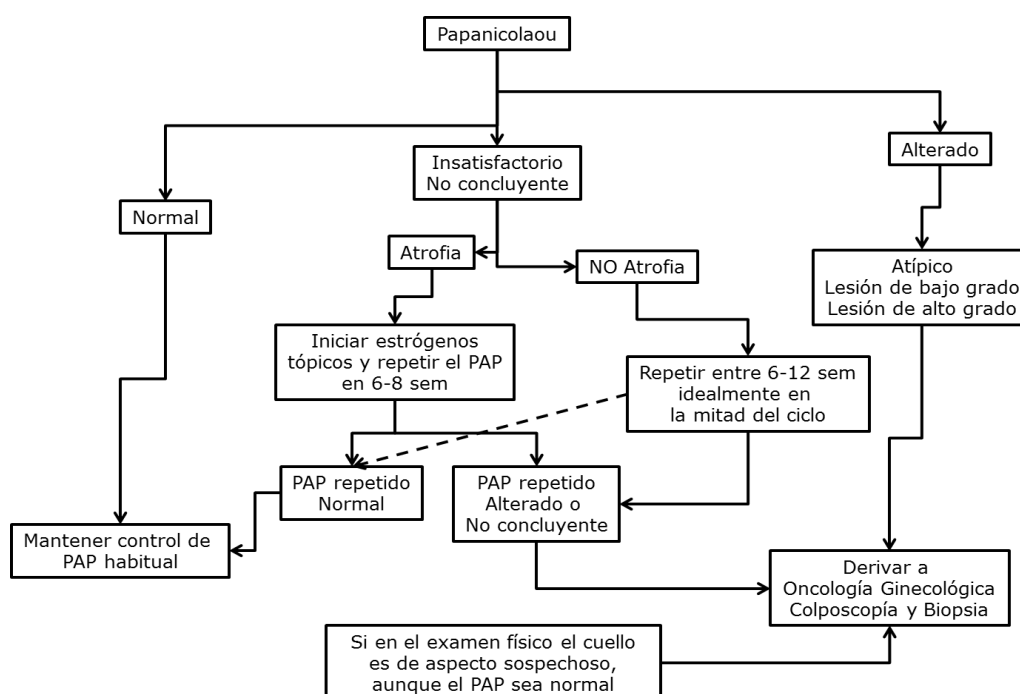 Papanicolaou
Insatisfactorio
No concluyente
Alterado
Normal
Atrofia
NO Atrofia
Atípico
Lesión de bajo grado
Lesión de alto grado
Iniciar estrógenos
tópicos y repetir el PAP
en 6-8 sem
Repetir entre 6-12 sem
idealmente en
la mitad del ciclo
PAP repetido
Normal
PAP repetido
Alterado o
No concluyente
Mantener control de
PAP habitual
Derivar a
Oncología Ginecológica
Colposcopía y Biopsia
Si en el examen físico el cuello
es de aspecto sospechoso,
aunque el PAP sea normal